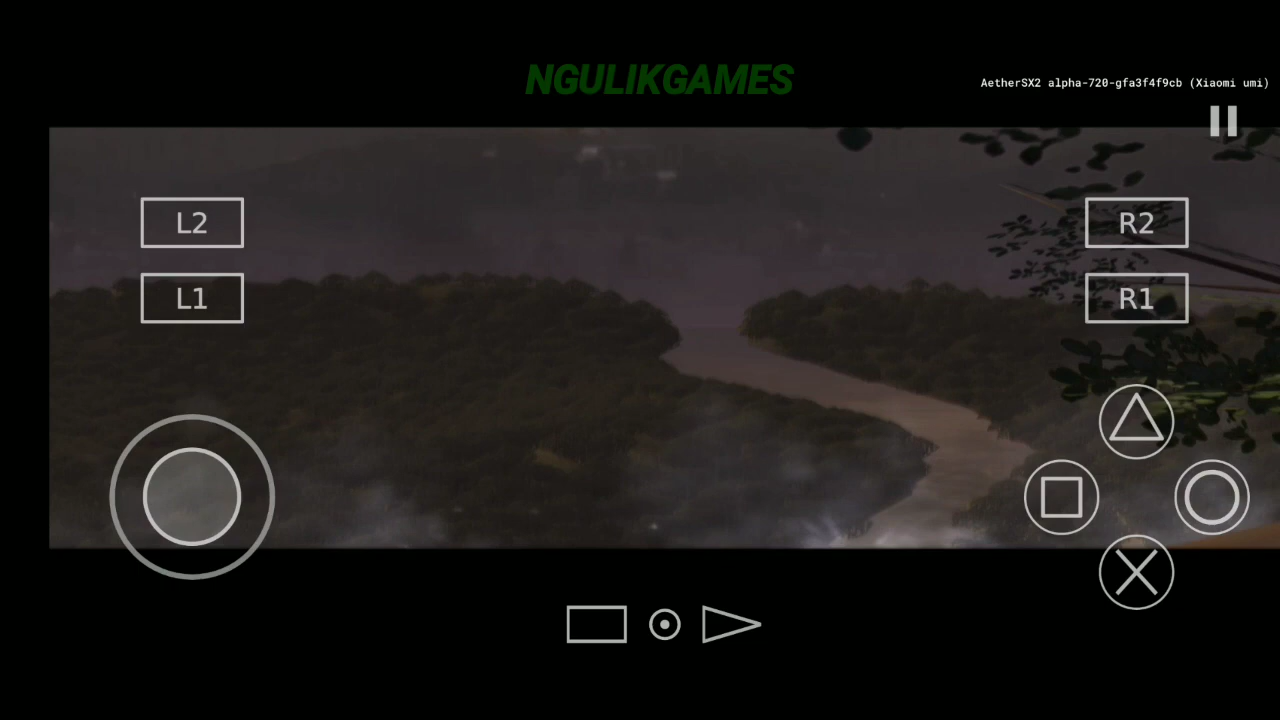 NGULIKGAMES
AetherSX2 alpha-720-gfa3f4f9cb (Xiaomi umi)
L2
R2
L1
R1